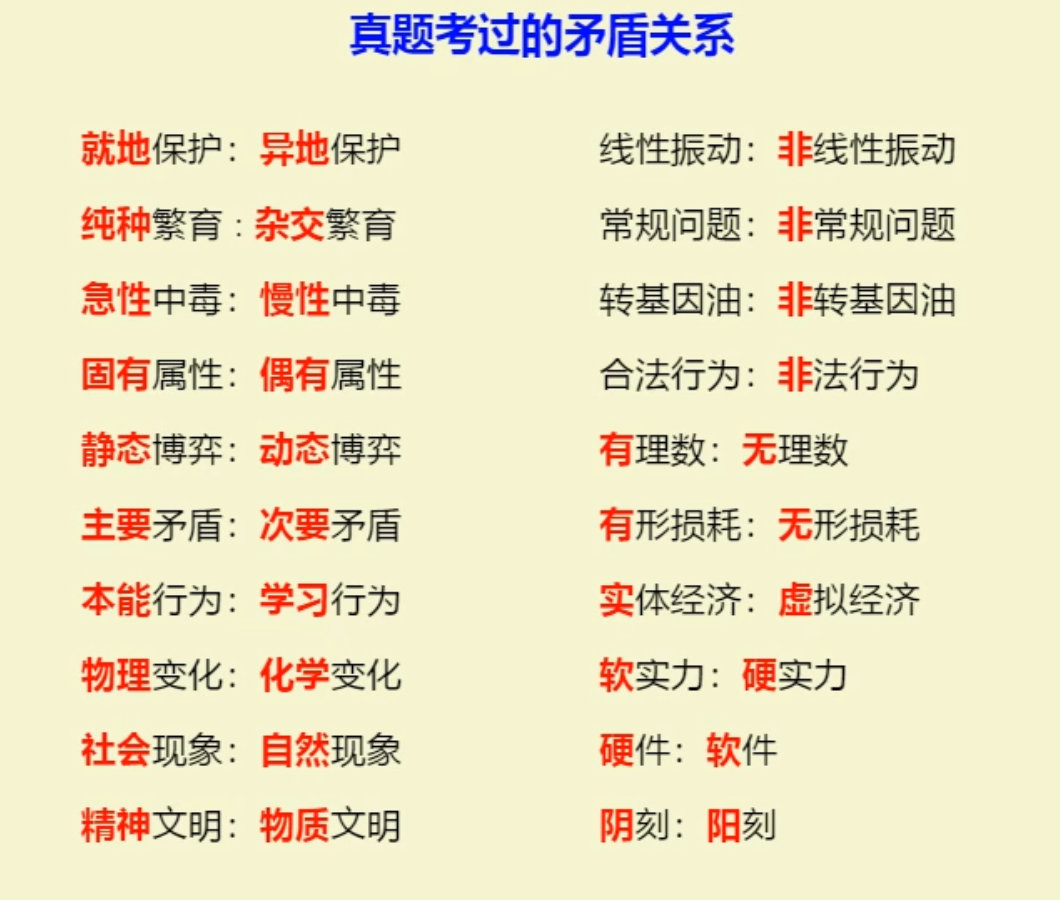 真题考过的矛盾关系
就地保护：异地保护
纯种繁育：杂交繁育
急性中毒：慢性中毒
固有属性：偶有属性
静态博弈：动态博弈
主要矛盾：次要矛盾
本能行为：学习行为
物理变化：化学变化
社会现象：自然现象
精神文明：物质文明
线性振动：非线性振动
常规问题：非常规问题
转基因油：非转基因油
合法行为：非法行为
有理数：无理数
有形损耗：无形损耗
实体经济：虚拟经济
软实力：硬实力
硬件：软件
阴刻：阳刻